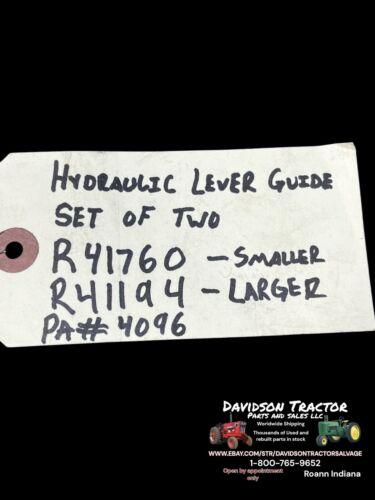 HYDRAULIC LEVER GUIDE
SET OF TWO
R41760 - SMALLER
R41194 - LARGER
PA# 4096
DAVIDSON TRACTOR
PARTS AND SALES LLC
Worldwide Shipping
Thousands of Used and
rebuilt parts in stock
WWW.EBAY.COM/STR/DAVIDSONTRACTORSALVAGE
1-800-765-9652
Open by appointment
only
Roann Indiana